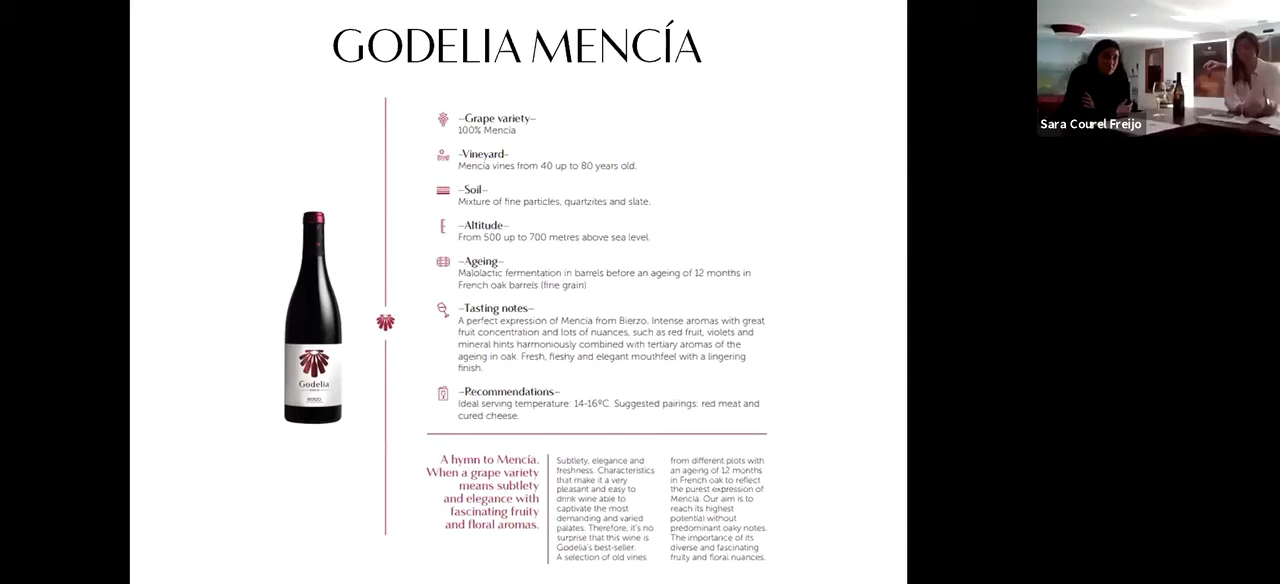 GODELIA MENCÍA
–Grape variety–
100% Mencía
–Vineyard–
Mencía vines from 40 up to 80 years old.
–Soil–
Mixture of fine particles, quartzites and slate.
–Altitude–
From 500 up to 700 metres above sea level.
–Ageing–
Malolactic fermentation in barrels before an ageing of 12 months in
French oak barrels (fine grain).
–Tasting notes–
A perfect expression of Mencía from Bierzo. Intense aromas with great
fruit concentration and lots of nuances, such as red fruit, violets and
mineral hints harmoniously combined with tertiary aromas of the
ageing in oak. Fresh, fleshy and elegant mouthfeel with a lingering
finish.
–Recommendations–
Ideal serving temperature: 14-16ºC. Suggested pairings: red meat and
cured cheese.
Godelia
BIERZO
A hymn to Mencía.
When a grape variety
means subtlety
and elegance with
fascinating fruity
and floral aromas.
Subtlety, elegance and
freshness. Characteristics
that make it a very
pleasant and easy to
drink wine able to
captivate the most
demanding and varied
palates. Therefore, it's no
surprise that this wine is
Godelia's best-seller.
A selection of old vines
from different plots with
an ageing of 12 months
in French oak to reflect
the purest expression of
Mencía. Our aim is to
reach its highest
potential without
predominant oaky notes.
The importance of its
diverse and fascinating
fruity and floral nuances.
Sara Courel Freijo